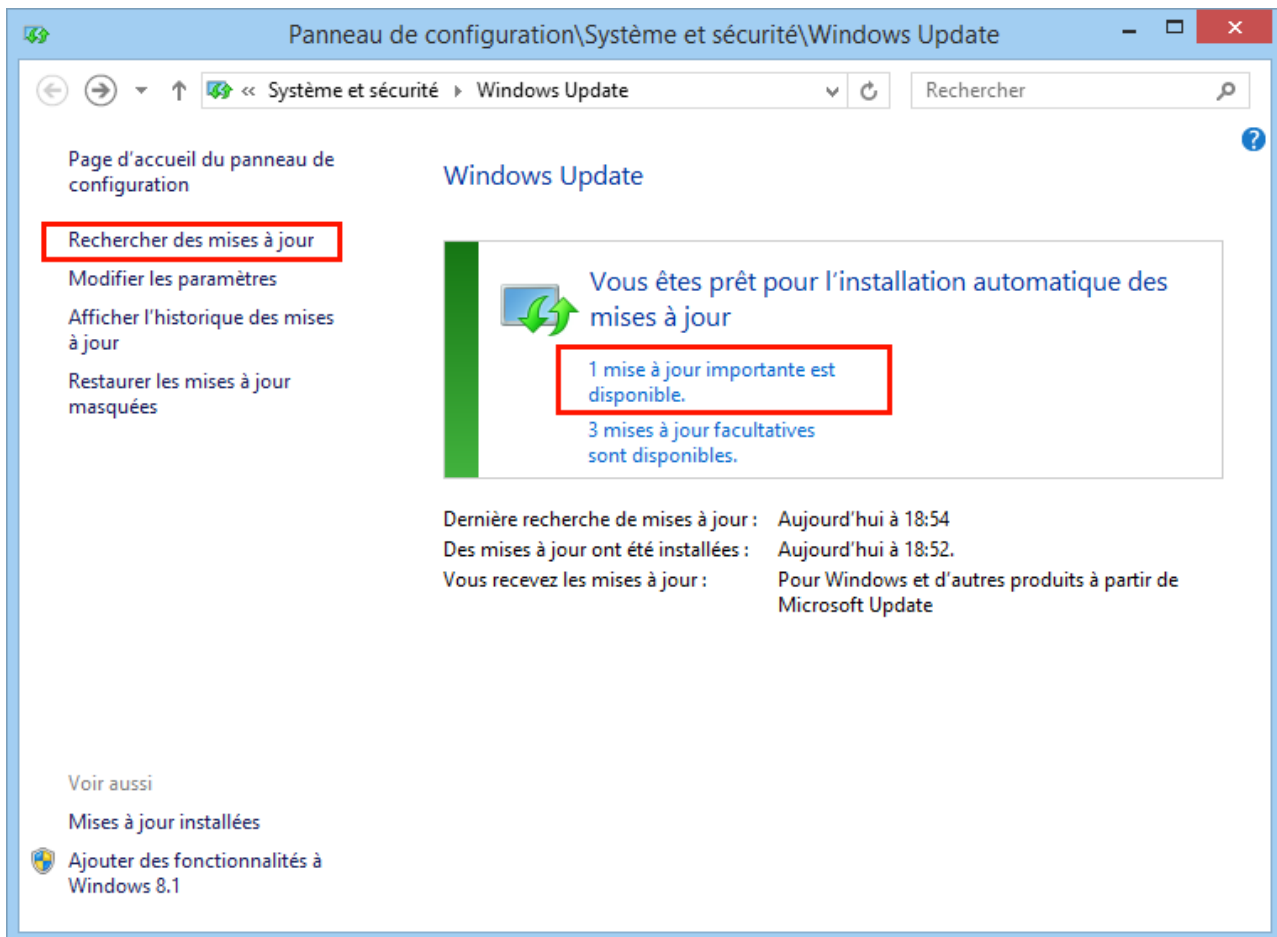 Panneau de configuration\Système et sécurité\Windows Update
« Système et sécurité Windows Update
Rechercher
Page d'accueil du panneau de
configuration
Rechercher des mises à jour
Modifier les paramètres
Afficher l'historique des mises
à jour
Restaurer les mises à jour
masquées
Windows Update
Vous êtes prêt pour l'installation automatique des
mises à jour
1 mise à jour importante est
disponible.
3 mises à jour facultatives
sont disponibles.
Dernière recherche de mises à jour : Aujourd'hui à 18:54
Des mises à jour ont été installées : Aujourd'hui à 18:52.
Vous recevez les mises à jour : Pour Windows et d'autres produits à partir de
Microsoft Update
Voir aussi
Mises à jour installées
Ajouter des fonctionnalités à
Windows 8.1